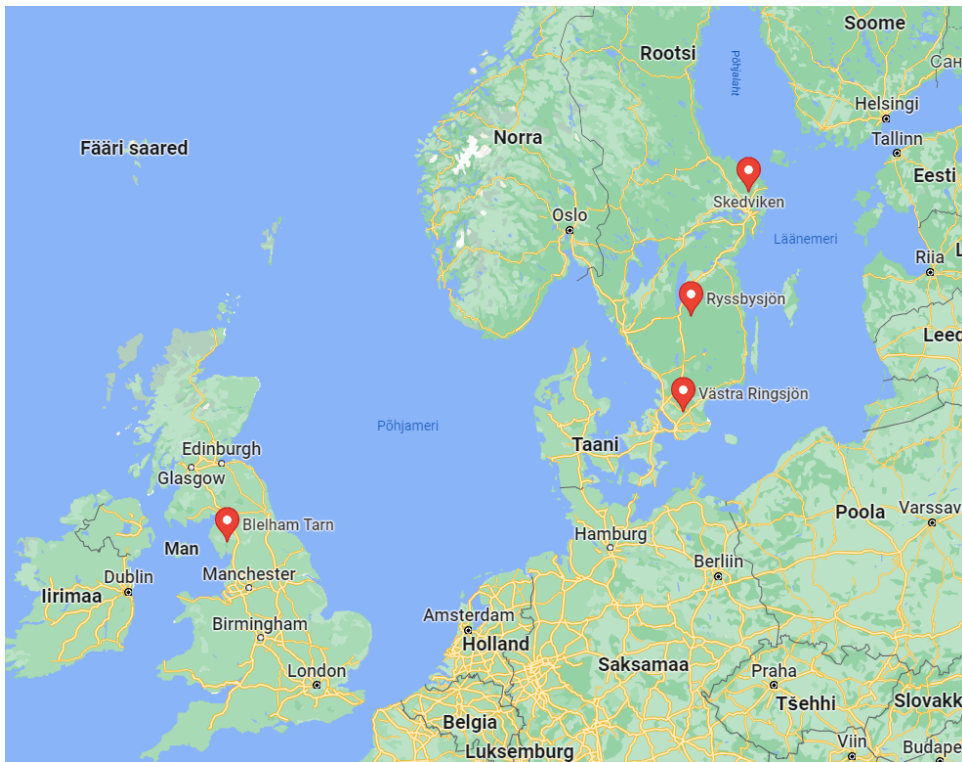 Soome
Rootsi
Põhjalaht
Сан
Helsingi
Tallinn
Norra
Fääri saared
Eesti
Skedviken
Oslo
Läänemeri
Riia
L
Ryssbysjön
Leed
Västra Ringsjön
Põhjameri
Taani
Edinburgh
Glasgow
Poola
Varssav
Blelham Tarn
Hamburg
Man
Berliin
Dublin
Manchester
Iirimaa
Amsterdam
Birmingham
Holland
Saksamaa
London
Praha
Tšehhi
Slovakk
Belgia
Viin
Luksemburg
Budape